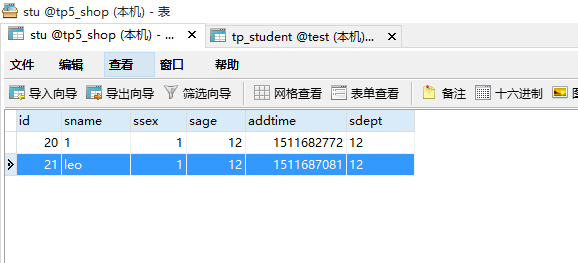 stu @tp5_shop (本机) - 表
stu @tp5_shop (本机) - ... tp_student @test (本机)...
文件 编辑 查看 窗口 帮助
导入向导 导出向导 筛选向导 网格查看 表单查看 备注 十六进制
id sname ssex sage addtime sdept
20 1 1 12 1511682772 12
21 leo 1 12 1511687081 12